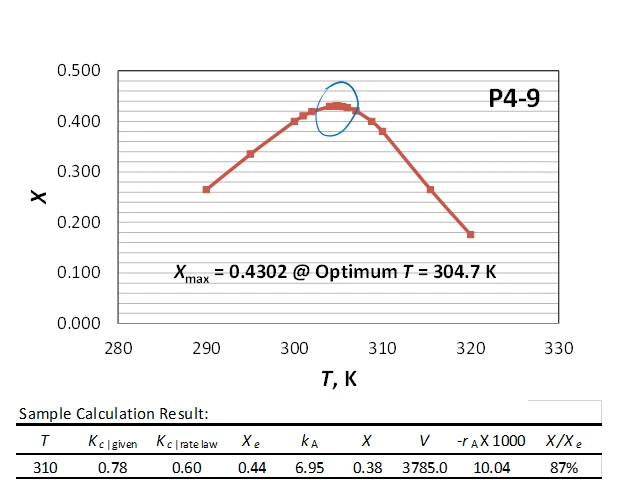 0.500
P4-9
0.400
0.300
X
0.200
0.100
Xmax = 0.4302 @ Optimum T = 304.7 K
0.000
280 290 300 310 320 330
T, K
Sample Calculation Result:
T Kc|given Kc|rate law Xe kA X V -rA X 1000 X/Xe
310 0.78 0.60 0.44 6.95 0.38 3785.0 10.04 87%